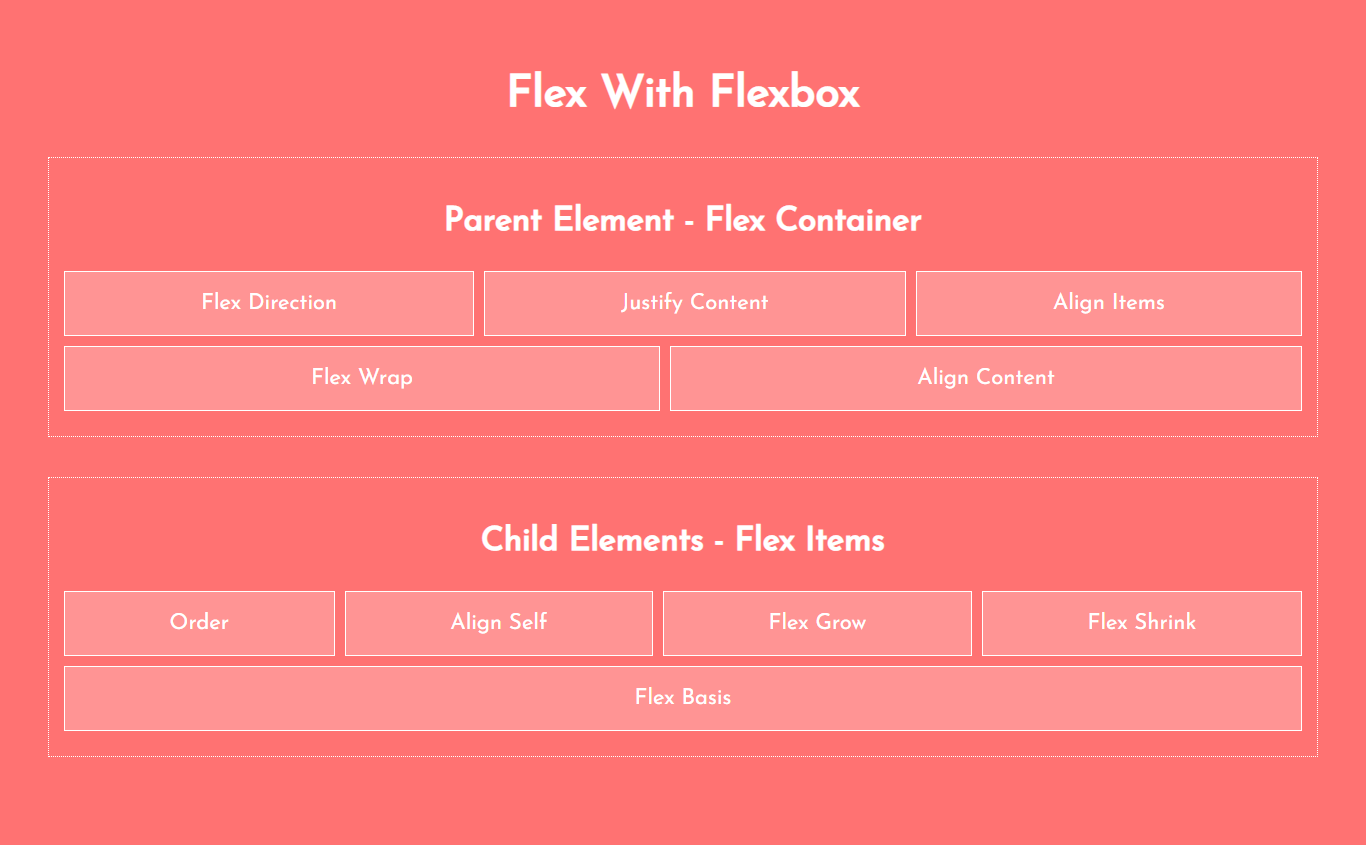 Flex With Flexbox
Parent Element - Flex Container
Flex Direction
Justify Content
Align Items
Flex Wrap
Align Content
Child Elements - Flex Items
Order
Align Self
Flex Grow
Flex Shrink
Flex Basis